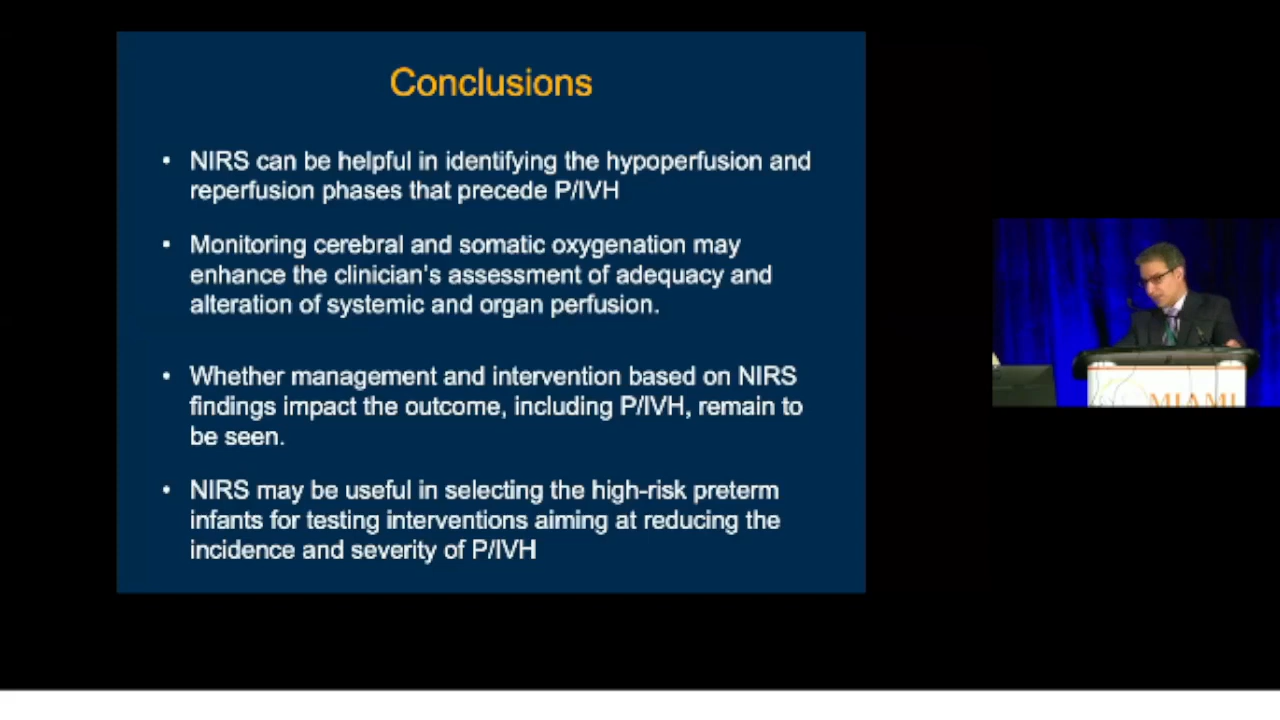 Conclusions
• NIRS can be helpful in identifying the hypoperfusion and
reperfusion phases that precede P/IVH
• Monitoring cerebral and somatic oxygenation may
enhance the clinician's assessment of adequacy and
alteration of systemic and organ perfusion.
• Whether management and intervention based on NIRS
findings impact the outcome, including P/IVH, remain to
be seen.
• NIRS may be useful in selecting the high-risk preterm
infants for testing interventions aiming at reducing the
incidence and severity of P/IVH
MIAMI